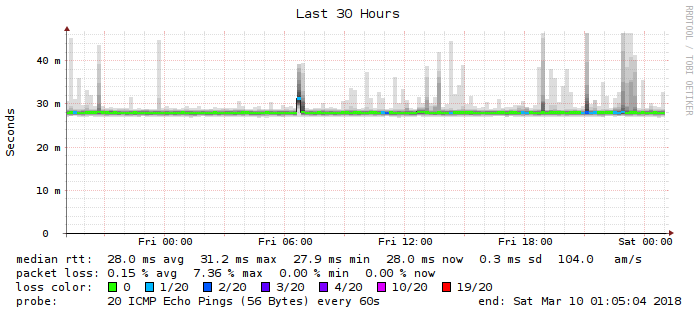 Last 30 Hours
RRDTOOL / TOBI OETIKER
Seconds
40 m
30 m
20 m
10 m
0
Fri 00:00 Fri 06:00 Fri 12:00 Fri 18:00 Sat 00:00
median rtt: 28.0 ms avg 31.2 ms max 27.9 ms min 28.0 ms now 0.3 ms sd 104.0 am/s
packet loss: 0.15 % avg 7.36 % max 0.00 % min 0.00 % now
loss color: 0 1/20 2/20 3/20 4/20 10/20 19/20
probe: 20 ICMP Echo Pings (56 Bytes) every 60s end: Sat Mar 10 01:05:04 2018